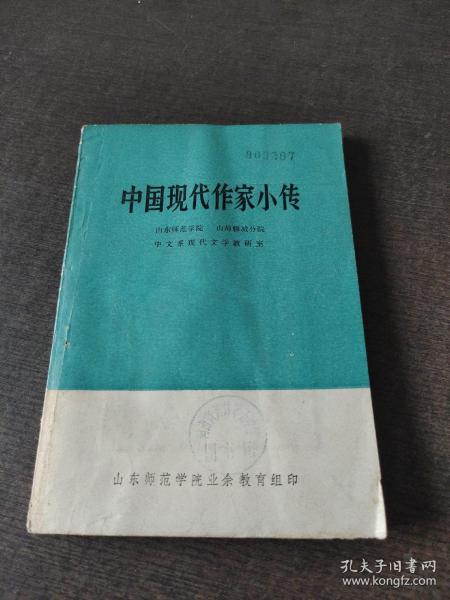 903397
中国现代作家小传
山东师范学院 山师聊城分院
中文系现代文学教研室
山东师范学院业余教育组印
孔夫子旧书网
www.kongfz.com